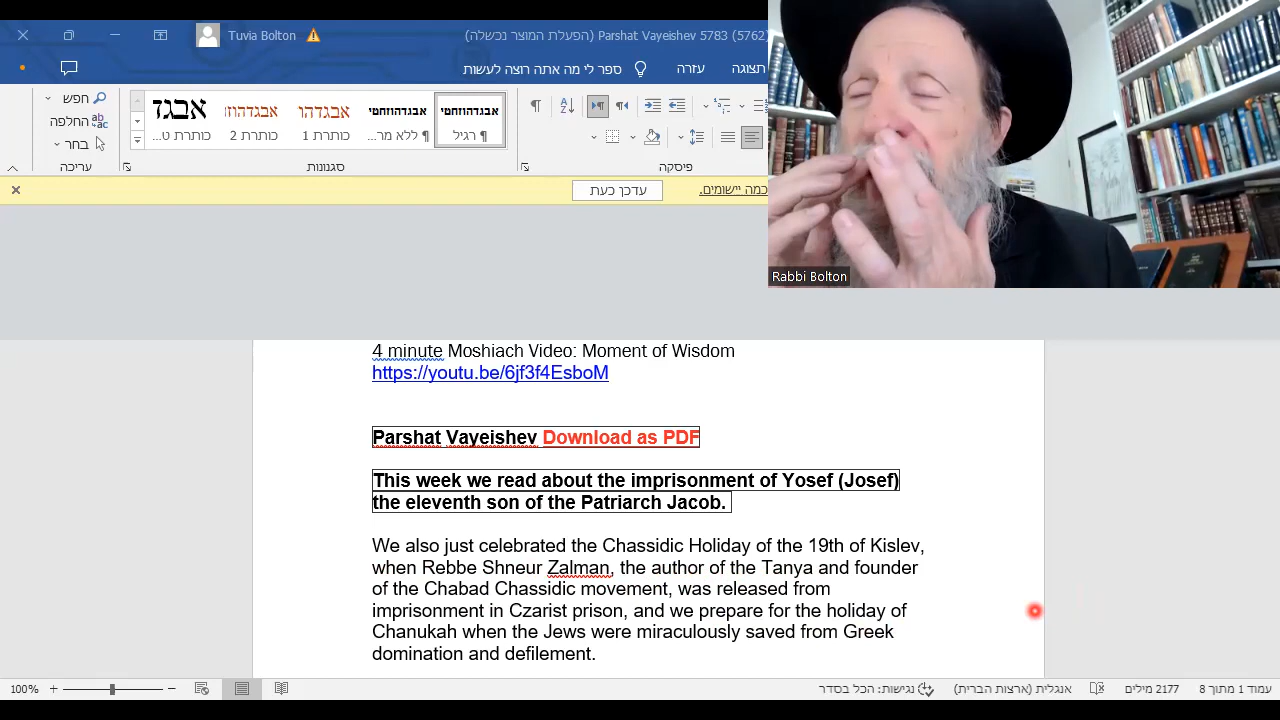 Tuvia Bolton
Parshat Vayeishev 5783 (5762) (הפעלת המוצר נכשלה)
תצוגה
עזרה
ספר לי מה אתה רוצה לעשות
חפש
החלפה
בחר
עריכה
אבגד
כותרת ט...
אבגדהוזו
כותרת 2
אבגדהו
כותרת 1
אבגדהוזחטי
¶ ללא מר...
אבגדהוזחטי
¶ רגיל
סגנונות
פיסקה
כמה יישומים.
עדכן כעת
Rabbi Bolton
4 minute Moshiach Video: Moment of Wisdom
https://youtu.be/6jf3f4EsboM
Parshat Vayeishev Download as PDF
This week we read about the imprisonment of Yosef (Josef)
the eleventh son of the Patriarch Jacob.
We also just celebrated the Chassidic Holiday of the 19th of Kislev,
when Rebbe Shneur Zalman, the author of the Tanya and founder
of the Chabad Chassidic movement, was released from
imprisonment in Czarist prison, and we prepare for the holiday of
Chanukah when the Jews were miraculously saved from Greek
domination and defilement.
עמוד 1 מתוך 8
2177 מילים
אנגלית (ארצות הברית)
נגישות: הכל בסדר
100%